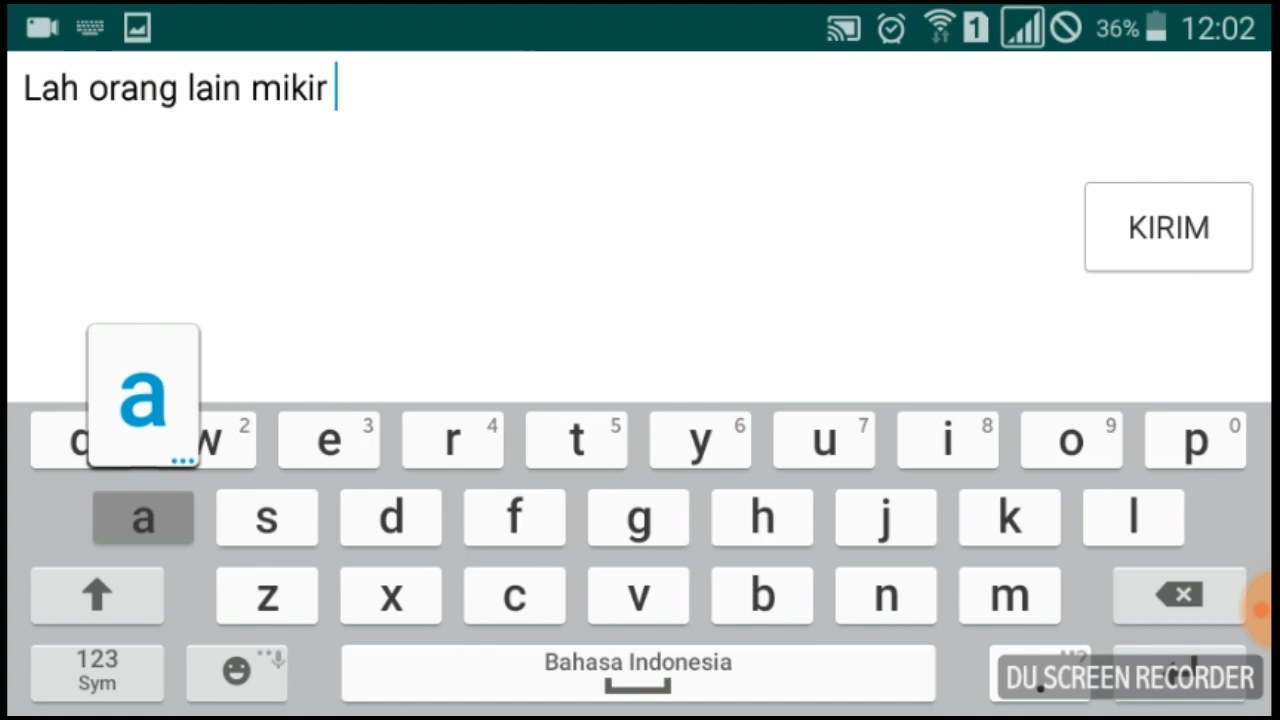 1 36% 12:02
Lah orang lain mikir
KIRIM
a
w 2 e 3 r 4 t 5 y 6 u 7 i 8 o 9 p 0
a s d f g h j k l
z x c v b n m
123
Sym
Bahasa Indonesia
DU SCREEN RECORDER